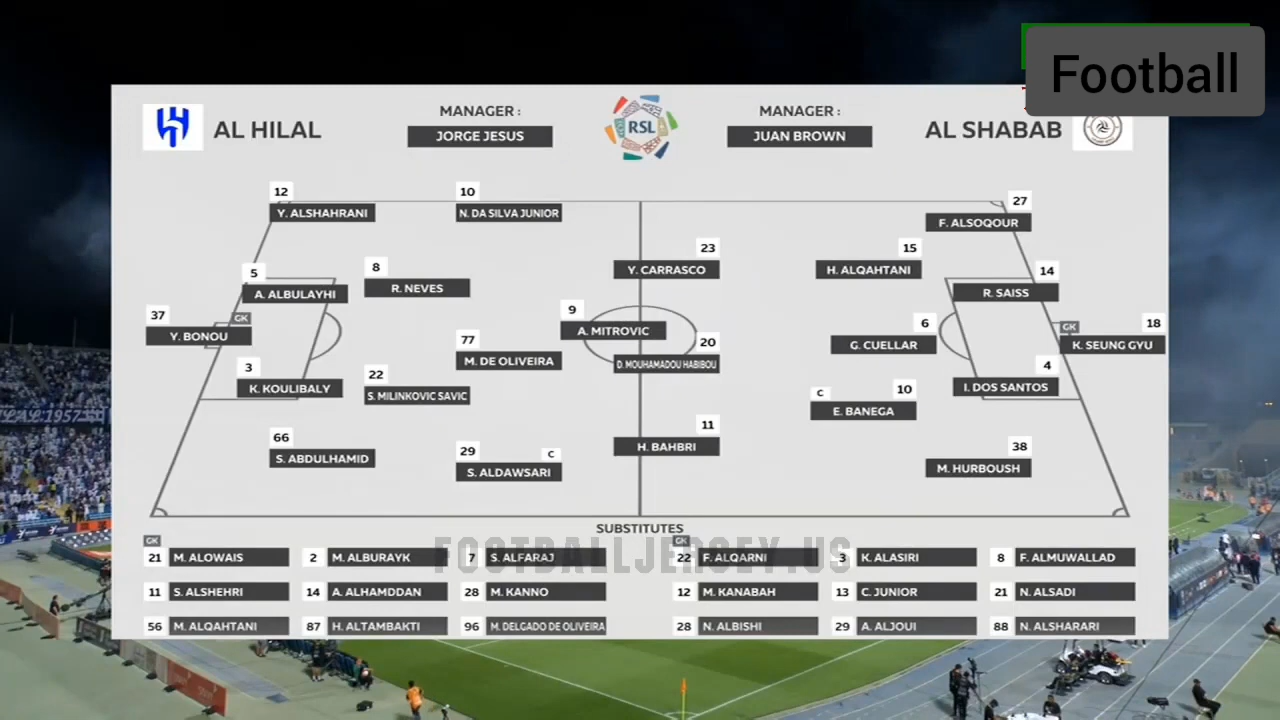 Football
AL HILAL
MANAGER :
JORGE JESUS
RSL
MANAGER :
JUAN BROWN
AL SHABAB
12
Y. ALSHAHRANI
10
N. DA SILVA JUNIOR
5
A. ALBULAYHI
8
R. NEVES
37
GK
Y. BONOU
3
K. KOULIBALY
77
M. DE OLIVEIRA
22
S. MILINKOVIC SAVIC
9
A. MITROVIC
66
S. ABDULHAMID
29 C
S. ALDAWSARI
27
F. ALSOQOUR
23
Y. CARRASCO
15
H. ALQAHTANI
14
R. SAISS
20
D. MOUHAMADOU HABIBOU
6
G. CUELLAR
GK 18
K. SEUNG GYU
4
I. DOS SANTOS
C 10
E. BANEGA
11
H. BAHBRI
38
M. HURBOUSH
SUBSTITUTES
GK
21 M. ALOWAIS 2 M. ALBURAYK 7 S. ALFARAJ
11 S. ALSHEHRI 14 A. ALHAMDDAN 28 M. KANNO
56 M. ALQAHTANI 87 H. ALTAMBAKTI 96 M. DELGADO DE OLIVEIRA
GK
22 F. ALQARNI 3 K. ALASIRI 8 F. ALMUWALLAD
12 M. KANABAH 13 C. JUNIOR 21 N. ALSADI
28 N. ALBISHI 29 A. ALJOUI 88 N. ALSHARARI
FOOTBALLJERSEY.US
1957